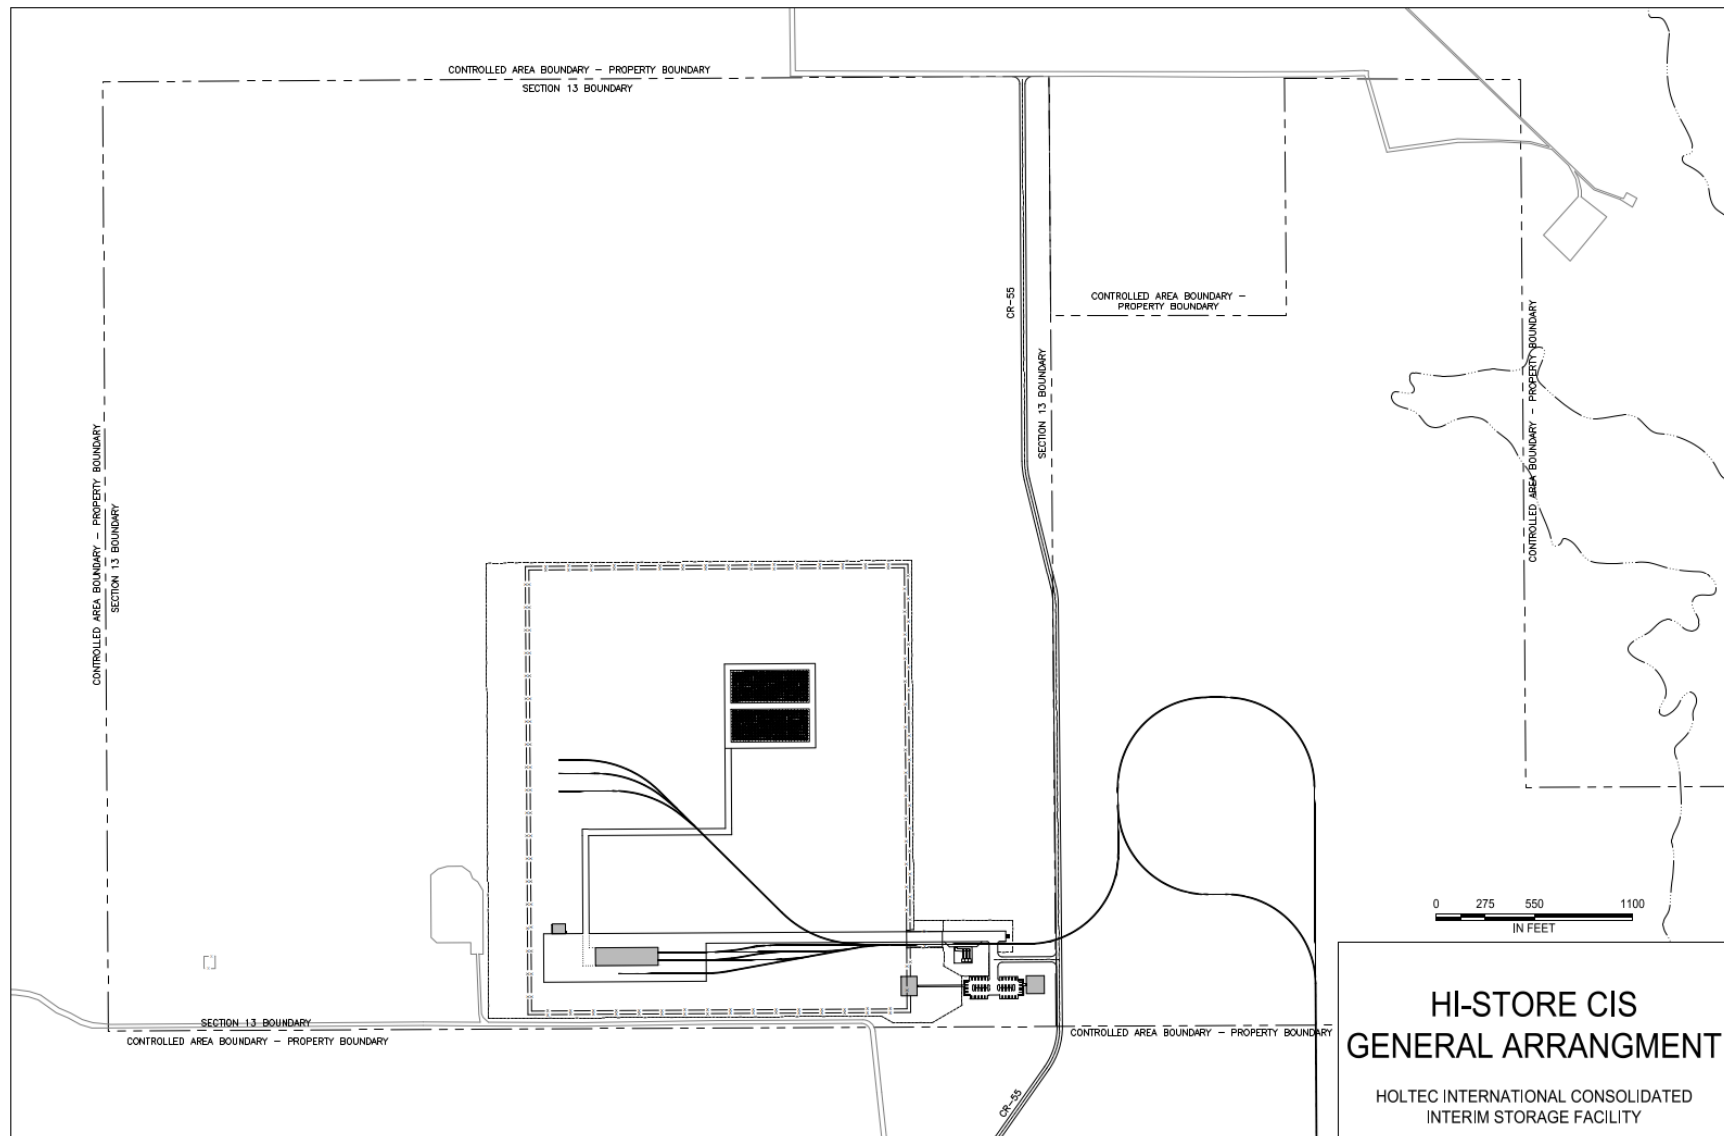 CONTROLLED AREA BOUNDARY – PROPERTY BOUNDARY
SECTION 13 BOUNDARY
CR-55
CONTROLLED AREA BOUNDARY –
PROPERTY BOUNDARY
SECTION 13 BOUNDARY
CONTROLLED AREA BOUNDARY - PROPERTY BOUNDARY
CONTROLLED AREA BOUNDARY – PROPERTY BOUNDARY
SECTION 13 BOUNDARY
0 275 550 1100
IN FEET
SECTION 13 BOUNDARY
CONTROLLED AREA BOUNDARY – PROPERTY BOUNDARY
CONTROLLED AREA BOUNDARY – PROPERTY BOUNDARY
CR-55
HI-STORE CIS
GENERAL ARRANGMENT
HOLTEC INTERNATIONAL CONSOLIDATED
INTERIM STORAGE FACILITY